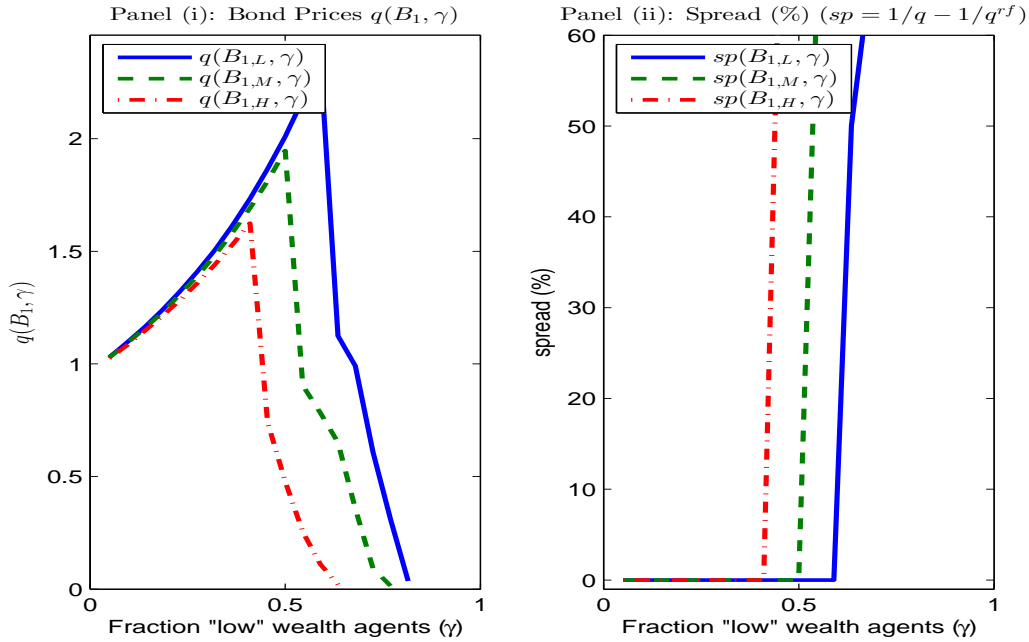 Panel (i): Bond Prices q(B₁, γ)
q(B₁,L, γ)
q(B₁,M, γ)
q(B₁,H, γ)
2
1.5
1
0.5
0
q(B₁, γ)
0
0.5
1
Fraction "low" wealth agents (γ)
Panel (ii): Spread (%) (sp = 1/q − 1/q^rf)
sp(B₁,L, γ)
sp(B₁,M, γ)
sp(B₁,H, γ)
60
50
40
30
20
10
0
spread (%)
0
0.5
1
Fraction "low" wealth agents (γ)